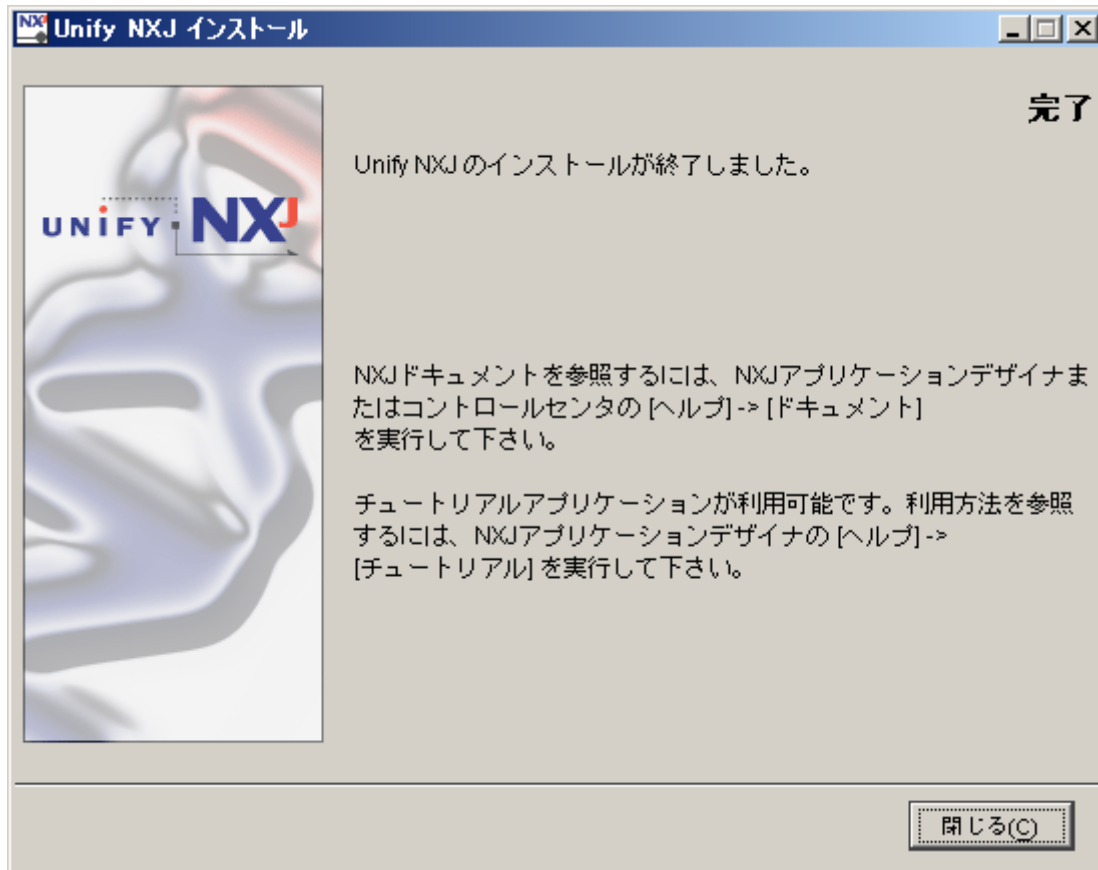 Unify NXJ インストール
完了
Unify NXJ のインストールが終了しました。
UNiFY NXJ
NXJドキュメントを参照するには、NXJアプリケーションデザイナま
たはコントロールセンタの [ヘルプ] -> [ドキュメント]
を実行して下さい。
チュートリアルアプリケーションが利用可能です。利用方法を参照
するには、NXJアプリケーションデザイナの [ヘルプ] ->
[チュートリアル] を実行して下さい。
閉じる(C)